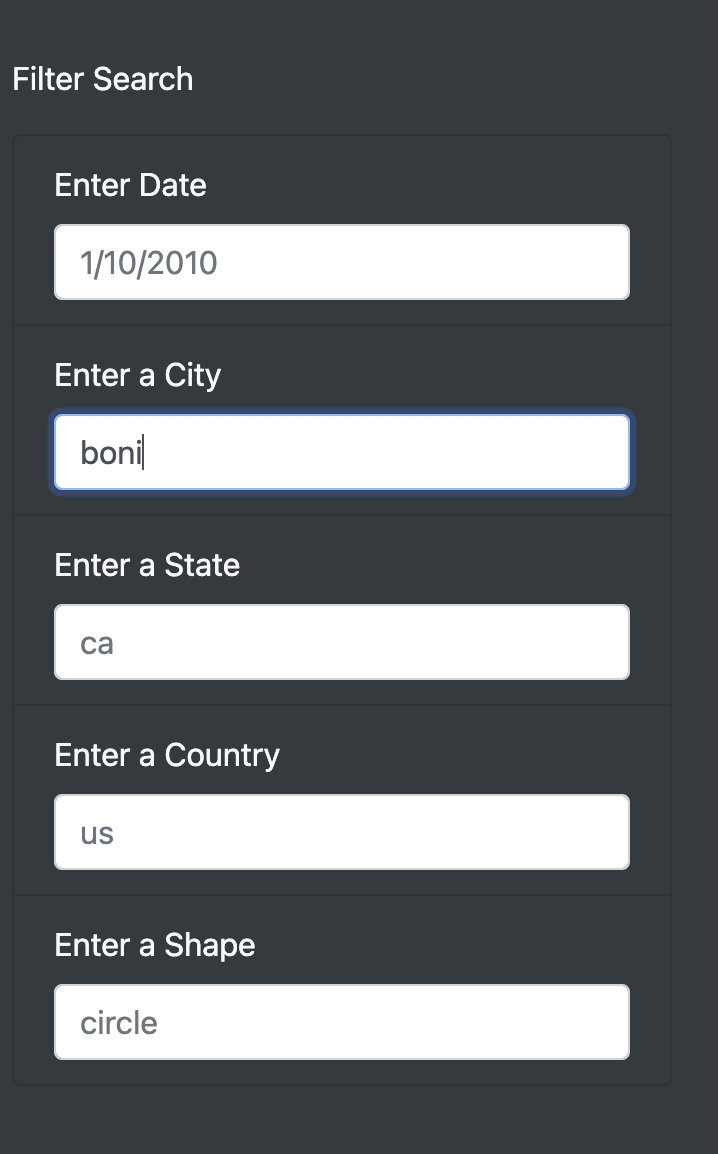 Filter Search
Enter Date
1/10/2010
Enter a City
boni
Enter a State
ca
Enter a Country
us
Enter a Shape
circle